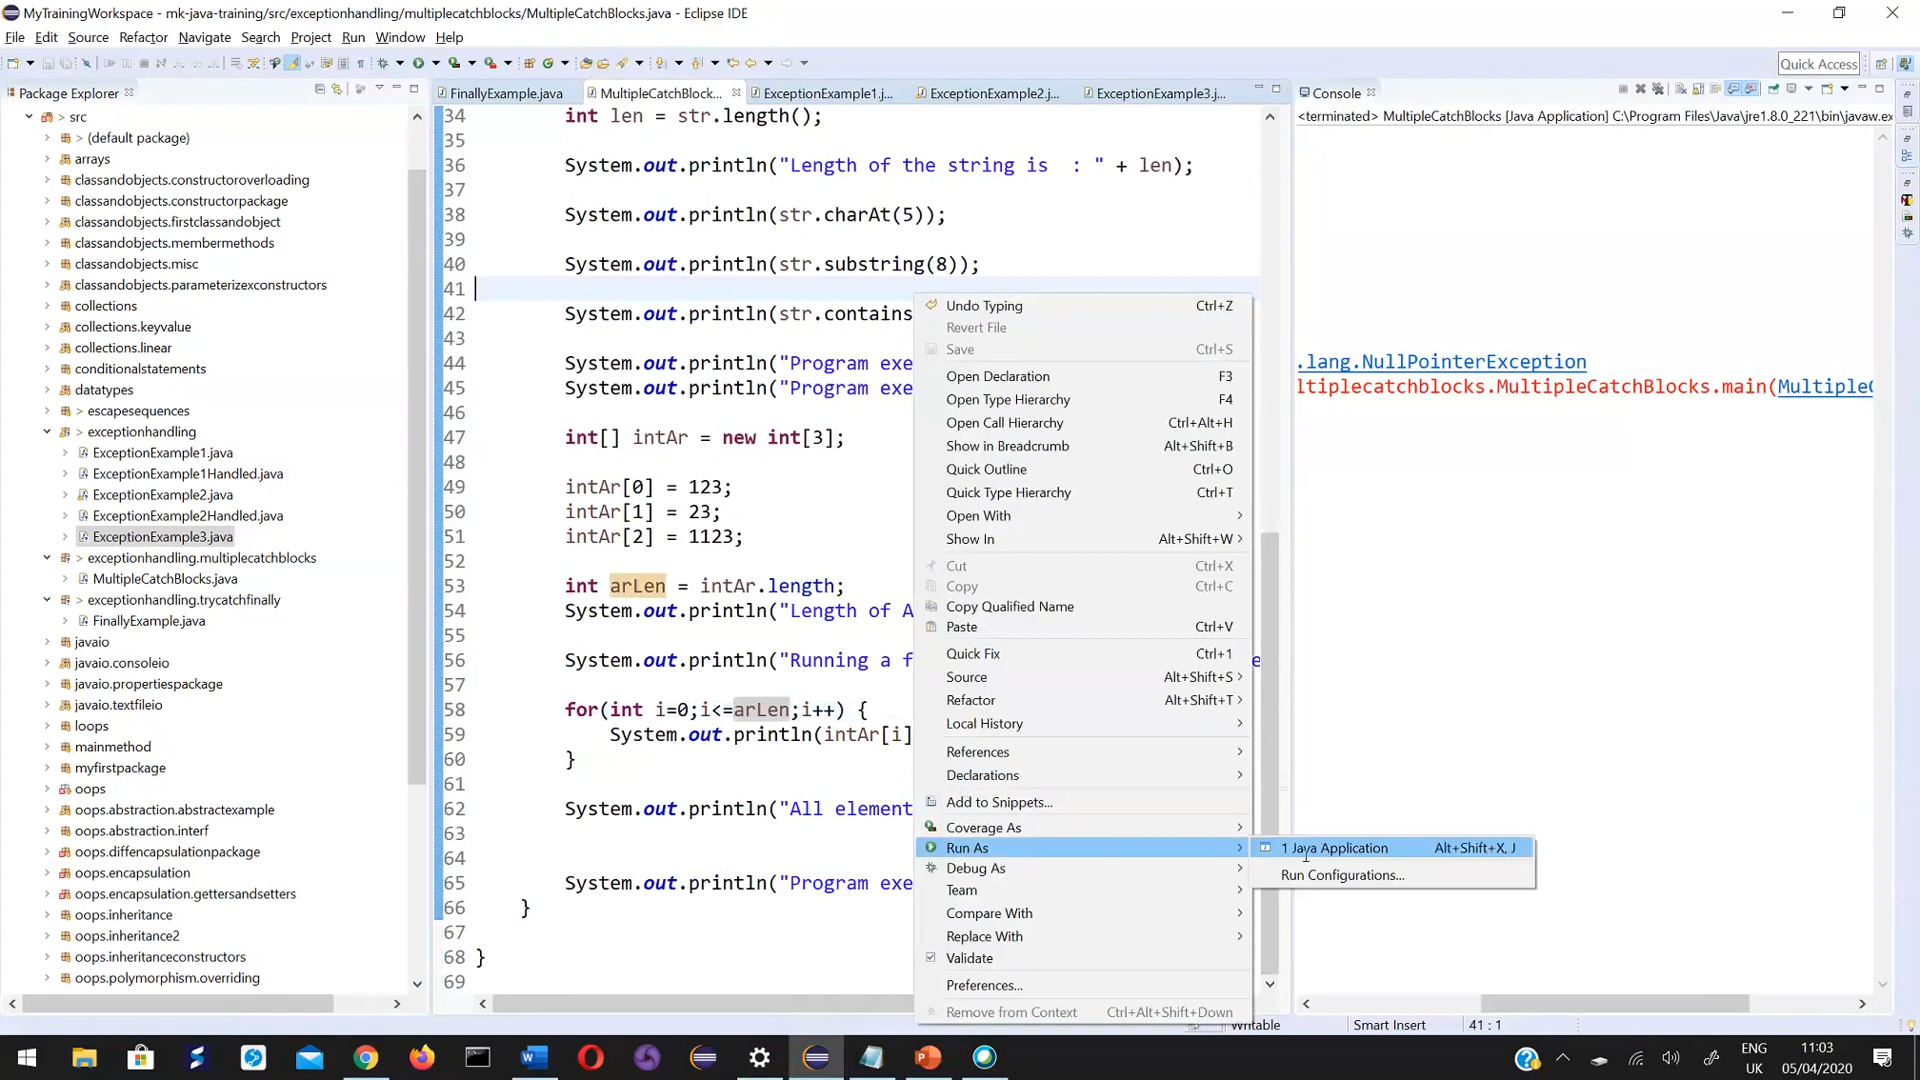 MyTrainingWorkspace - mk-java-training/src/exceptionhandling/multiplecatchblocks/MultipleCatchBlocks.java - Eclipse IDE
File Edit Source Refactor Navigate Search Project Run Window Help
Quick Access
Package Explorer
src
> (default package)
arrays
classandobjects.constructoroverloading
classandobjects.constructorpackage
classandobjects.firstclassandobject
classandobjects.membermethods
classandobjects.misc
classandobjects.parameterizexconstructors
collections
collections.keyvalue
collections.linear
conditionalstatements
datatypes
> escapesequences
> exceptionhandling
ExceptionExample1.java
ExceptionExample1Handled.java
ExceptionExample2.java
ExceptionExample2Handled.java
ExceptionExample3.java
> exceptionhandling.multiplecatchblocks
MultipleCatchBlocks.java
> exceptionhandling.trycatchfinally
FinallyExample.java
javaio
javaio.consoleio
javaio.propertiespackage
javaio.textfileio
loops
mainmethod
myfirstpackage
oops
oops.abstraction.abstractexample
oops.abstraction.interf
oops.diffencapsulationpackage
oops.encapsulation
oops.encapsulation.gettersandsetters
oops.inheritance
oops.inheritance2
oops.inheritanceconstructors
oops.polymorphism.overriding
FinallyExample.java MultipleCatchBlock... ExceptionExample1.j... ExceptionExample2.j... ExceptionExample3.j...
34 int len = str.length();
35
36 System.out.println("Length of the string is  : " + len);
37
38 System.out.println(str.charAt(5));
39
40 System.out.println(str.substring(8));
41
42 System.out.println(str.contains
43
44 System.out.println("Program exe
45 System.out.println("Program exe
46
47 int[] intAr = new int[3];
48
49 intAr[0] = 123;
50 intAr[1] = 23;
51 intAr[2] = 1123;
52
53 int arLen = intAr.length;
54 System.out.println("Length of A
55
56 System.out.println("Running a f e
57
58 for(int i=0;i<=arLen;i++) {
59 System.out.println(intAr[i]
60 }
61
62 System.out.println("All element
63
64
65 System.out.println("Program exe
66 }
67
68 }
69
Undo Typing Ctrl+Z
Revert File
Save Ctrl+S
Open Declaration F3
Open Type Hierarchy F4
Open Call Hierarchy Ctrl+Alt+H
Show in Breadcrumb Alt+Shift+B
Quick Outline Ctrl+O
Quick Type Hierarchy Ctrl+T
Open With
Show In Alt+Shift+W
Cut Ctrl+X
Copy Ctrl+C
Copy Qualified Name
Paste Ctrl+V
Quick Fix Ctrl+1
Source Alt+Shift+S
Refactor Alt+Shift+T
Local History
References
Declarations
Add to Snippets...
Coverage As
Run As
Debug As
Team
Compare With
Replace With
Validate
Preferences...
Remove from Context Ctrl+Alt+Shift+Down
1 Java Application Alt+Shift+X, J
Run Configurations...
Console
<terminated> MultipleCatchBlocks [Java Application] C:\Program Files\Java\jre1.8.0_221\bin\javaw.ex
.lang.NullPointerException
ltiplecatchblocks.MultipleCatchBlocks.main(MultipleC
Writable Smart Insert 41 : 1
ENG
UK
11:03
05/04/2020